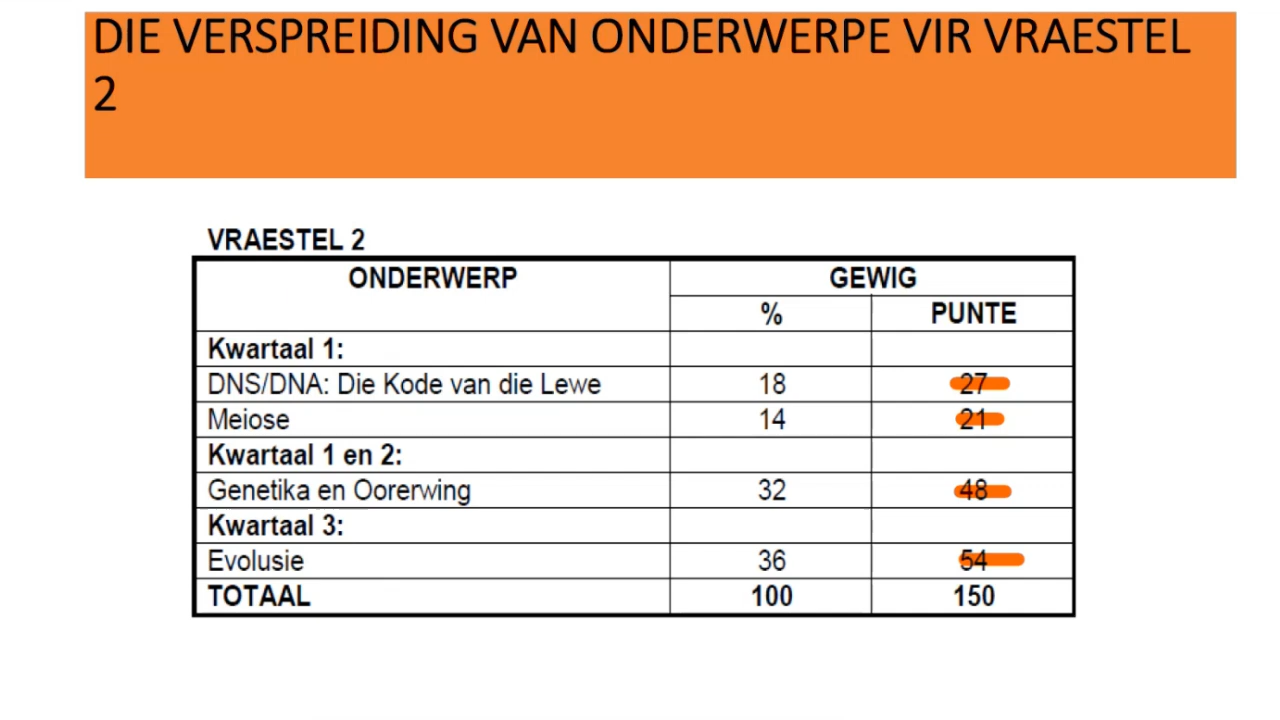 DIE VERSPREIDING VAN ONDERWERPE VIR VRAESTEL
2
VRAESTEL 2
ONDERWERP GEWIG
% PUNTE
Kwartaal 1:
DNS/DNA: Die Kode van die Lewe 18 27
Meiose 14 21
Kwartaal 1 en 2:
Genetika en Oorerwing 32 48
Kwartaal 3:
Evolusie 36 54
TOTAAL 100 150